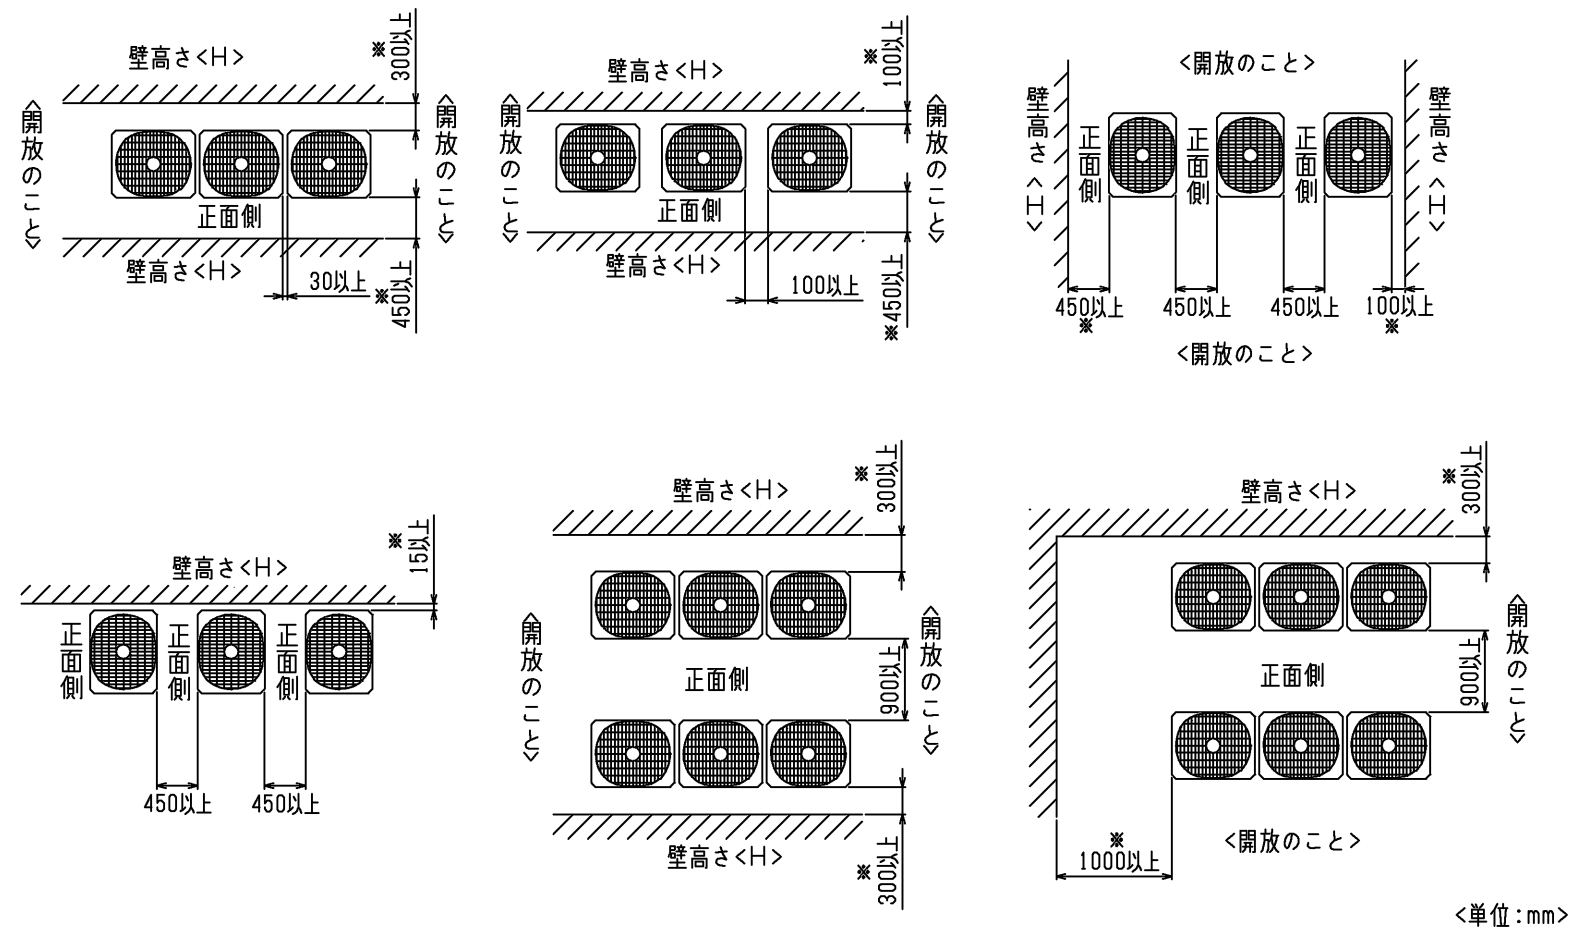 壁高さ<H>
※
300以上
<開放のこと>
<開放のこと>
正面側
壁高さ<H>
30以上
※
450以上
壁高さ<H>
※
100以上
<開放のこと>
<開放のこと>
正面側
壁高さ<H>
100以上
※450以上
<開放のこと>
壁高さ<H>
正面側
正面側
正面側
壁高さ<H>
450以上
※
450以上
450以上
100以上
※
<開放のこと>
壁高さ<H>
※
15以上
正面側
正面側
正面側
450以上
450以上
壁高さ<H>
※
300以上
<開放のこと>
正面側
900以上
<開放のこと>
壁高さ<H>
※
300以上
壁高さ<H>
※
300以上
正面側
900以上
<開放のこと>
※
1000以上
<開放のこと>
<単位:mm>